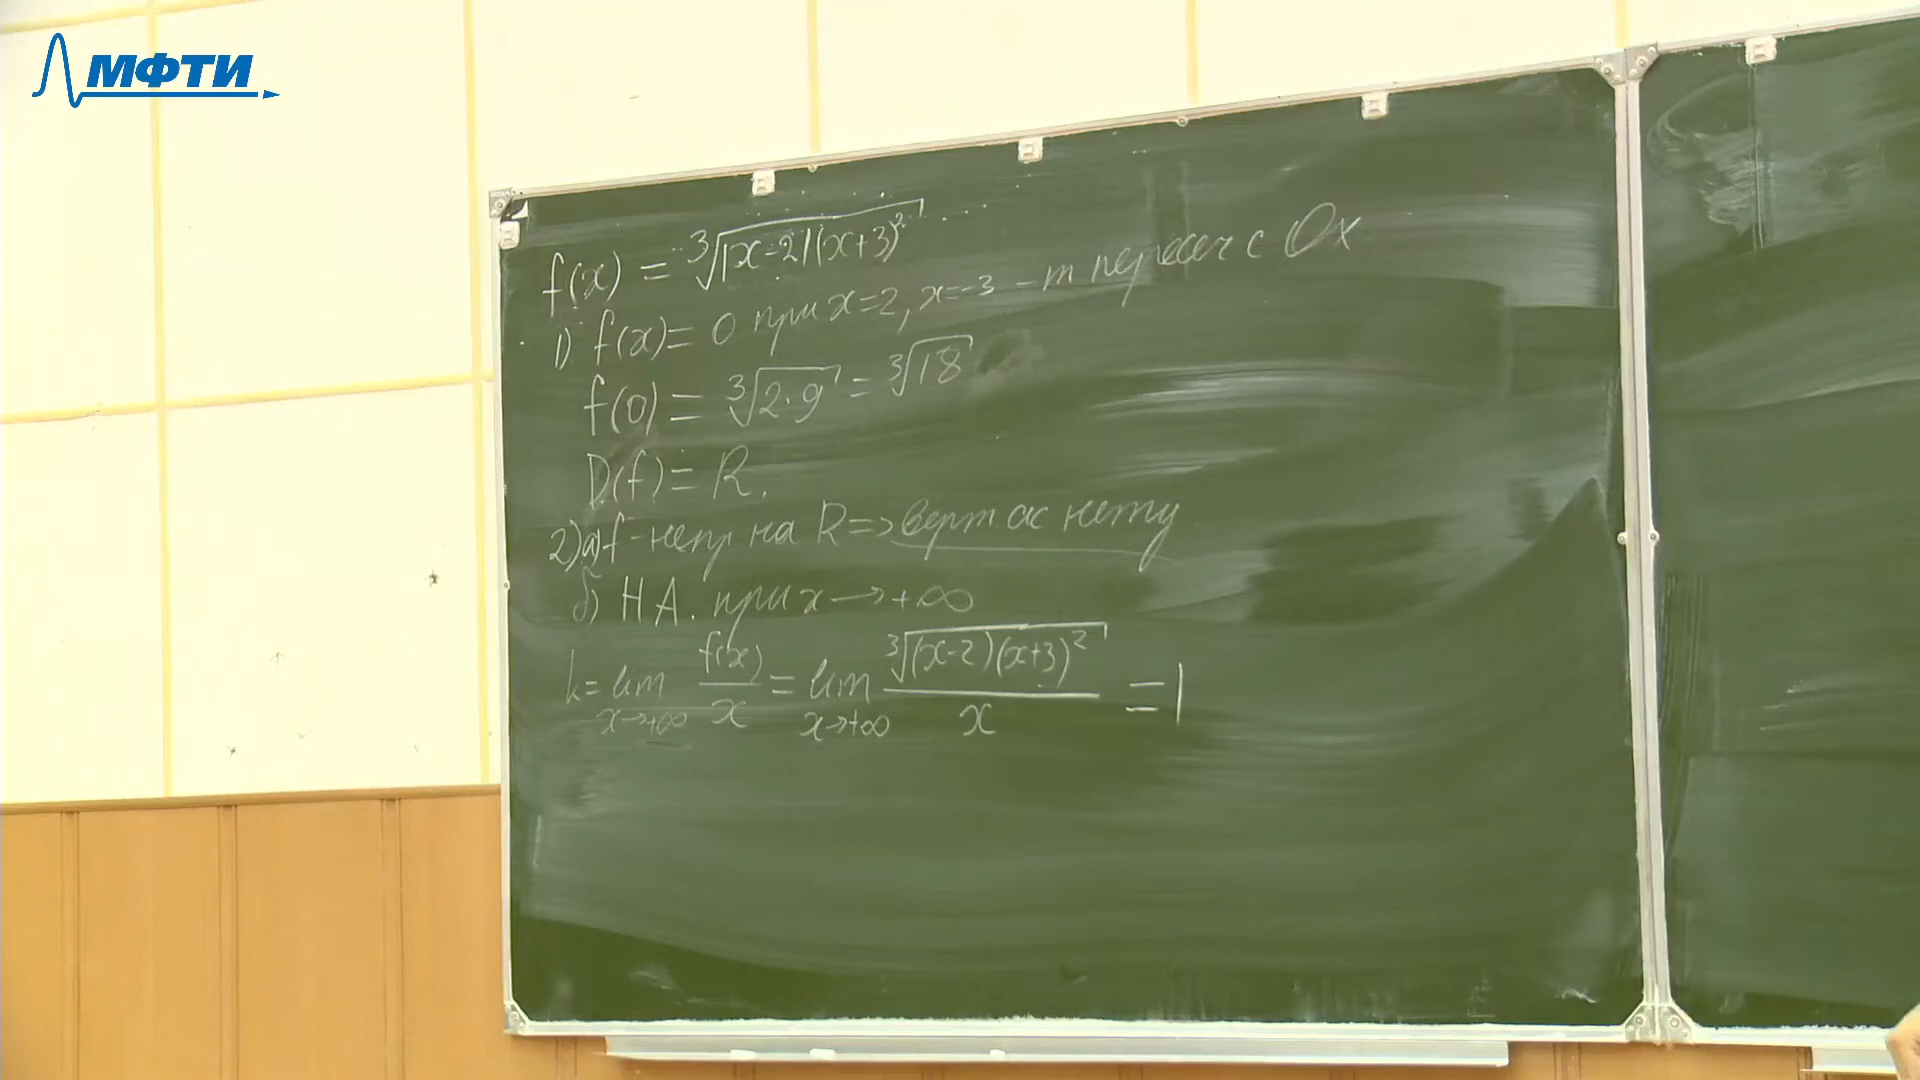 МФТИ
f(x) = ∛(|x-2|(x+3)²)
1) f(x) = 0 при x=2, x=-3 - т пересеч с Ox
f(0) = ∛(2·9) = ∛18
D(f) = R.
2) а) f - непр на R => верт. ас нету
б) НА. при x → +∞
k = lim x→+∞ f(x)/x = lim x→+∞ ∛((x-2)(x+3)²)/x = 1